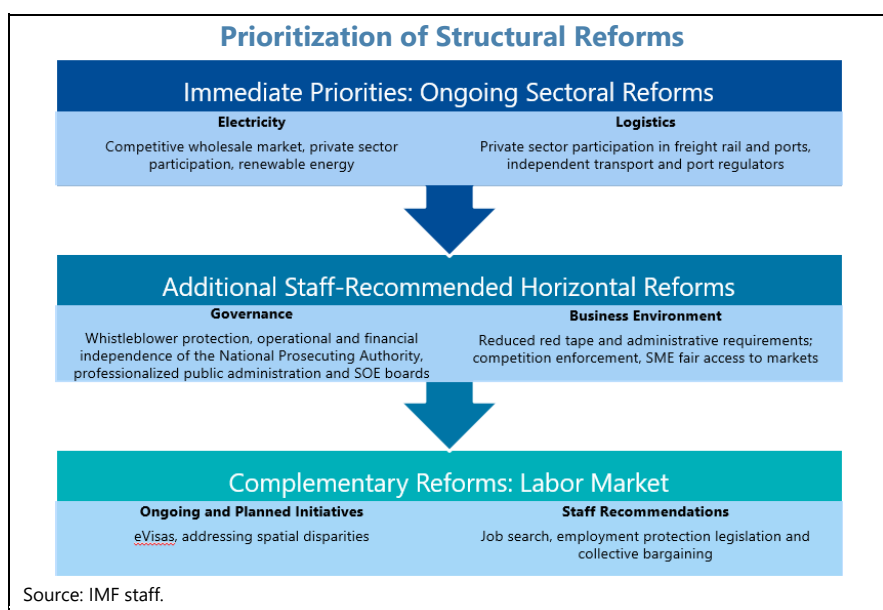 Prioritization of Structural Reforms
Immediate Priorities: Ongoing Sectoral Reforms
Electricity
Competitive wholesale market, private sector
participation, renewable energy
Logistics
Private sector participation in freight rail and ports,
independent transport and port regulators
Additional Staff-Recommended Horizontal Reforms
Governance
Whistleblower protection, operational and financial
independence of the National Prosecuting Authority,
professionalized public administration and SOE boards
Business Environment
Reduced red tape and administrative requirements;
competition enforcement, SME fair access to markets
Complementary Reforms: Labor Market
Ongoing and Planned Initiatives
eVisas, addressing spatial disparities
Staff Recommendations
Job search, employment protection legislation and
collective bargaining
Source: IMF staff.